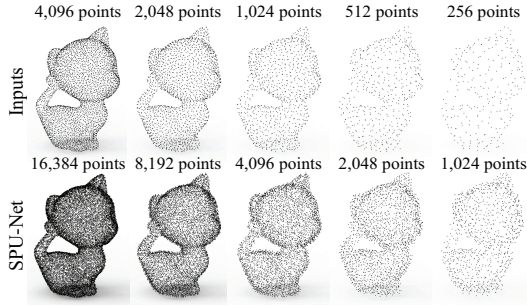 4,096 points 2,048 points 1,024 points 512 points 256 points
Inputs
16,384 points 8,192 points 4,096 points 2,048 points 1,024 points
SPU-Net